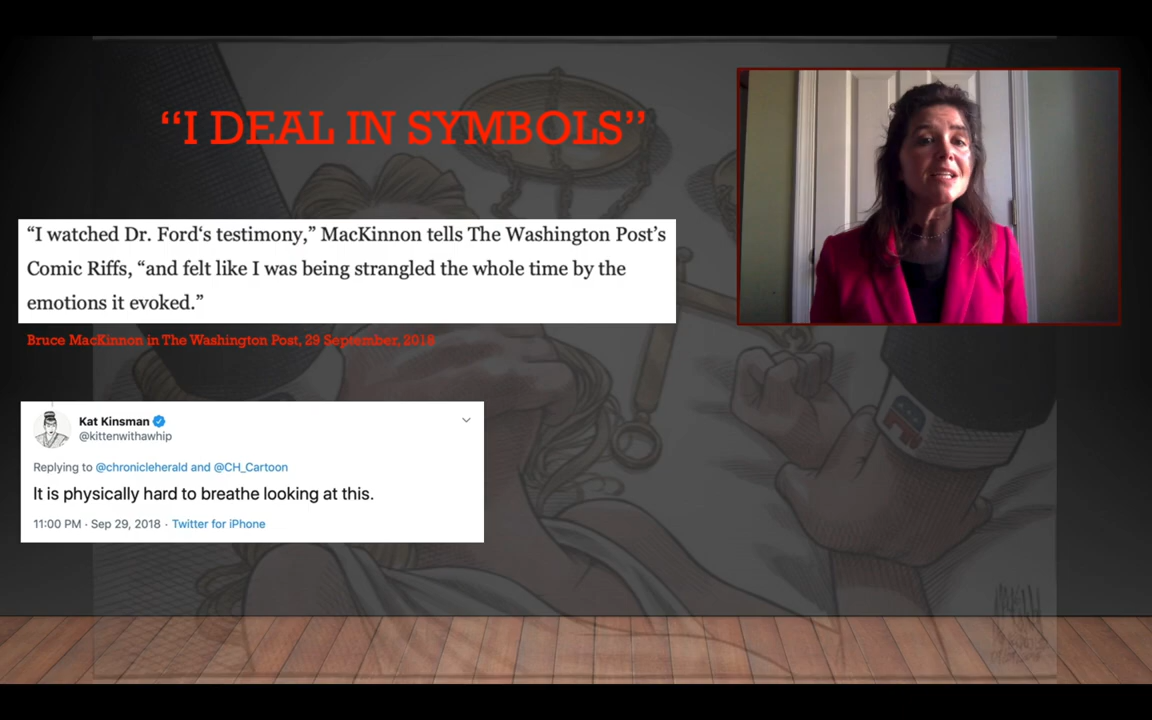 “I DEAL IN SYMBOLS”
“I watched Dr. Ford‘s testimony,” MacKinnon tells The Washington Post’s
Comic Riffs, “and felt like I was being strangled the whole time by the
emotions it evoked.”
Bruce MacKinnon in The Washington Post, 29 September, 2018
Kat Kinsman
@kittenwithawhip
Replying to @chronicleherald and @CH_Cartoon
It is physically hard to breathe looking at this.
11:00 PM · Sep 29, 2018 · Twitter for iPhone